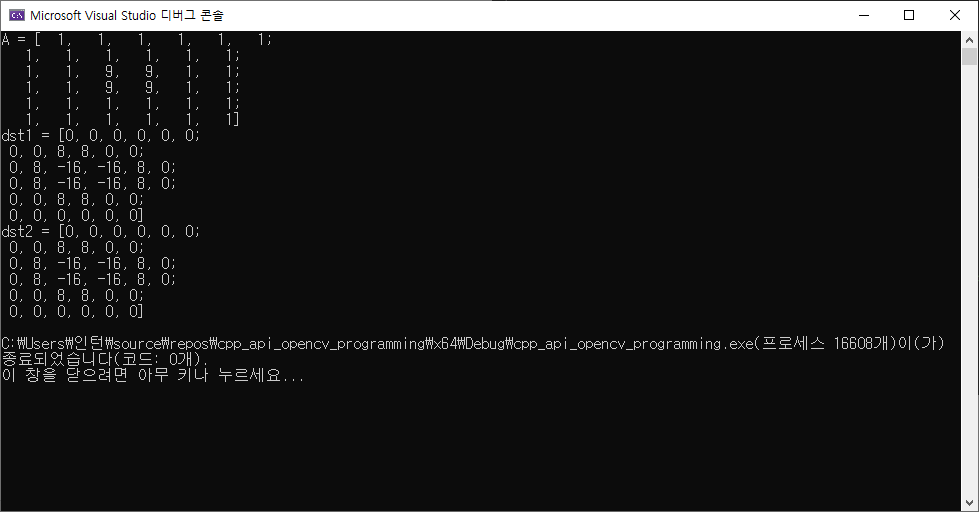 Microsoft Visual Studio 디버그 콘솔
A = [  1,   1,   1,   1,   1,   1;
   1,   1,   1,   1,   1,   1;
   1,   1,   9,   9,   1,   1;
   1,   1,   9,   9,   1,   1;
   1,   1,   1,   1,   1,   1;
   1,   1,   1,   1,   1,   1]
dst1 = [0, 0, 0, 0, 0, 0;
 0, 0, 8, 8, 0, 0;
 0, 8, -16, -16, 8, 0;
 0, 8, -16, -16, 8, 0;
 0, 0, 8, 8, 0, 0;
 0, 0, 0, 0, 0, 0]
dst2 = [0, 0, 0, 0, 0, 0;
 0, 0, 8, 8, 0, 0;
 0, 8, -16, -16, 8, 0;
 0, 8, -16, -16, 8, 0;
 0, 0, 8, 8, 0, 0;
 0, 0, 0, 0, 0, 0]
C:₩Users₩인턴₩source₩repos₩cpp_api_opencv_programming₩x64₩Debug₩cpp_api_opencv_programming.exe(프로세스 16608개)이(가)
종료되었습니다(코드: 0개).
이 창을 닫으려면 아무 키나 누르세요...